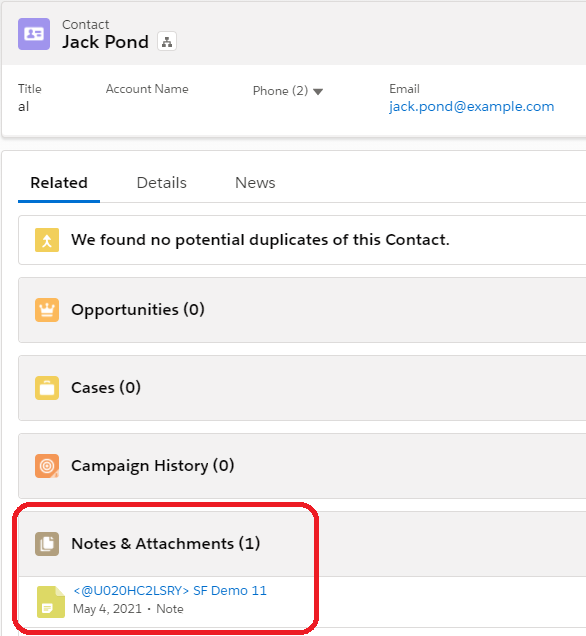 Contact
Jack Pond
Title
Account Name
Phone (2)
Email
al
jack.pond@example.com
Related
Details
News
We found no potential duplicates of this Contact.
Opportunities (0)
Cases (0)
Campaign History (0)
Notes & Attachments (1)
<@U020HC2LSRY> SF Demo 11
May 4, 2021 • Note